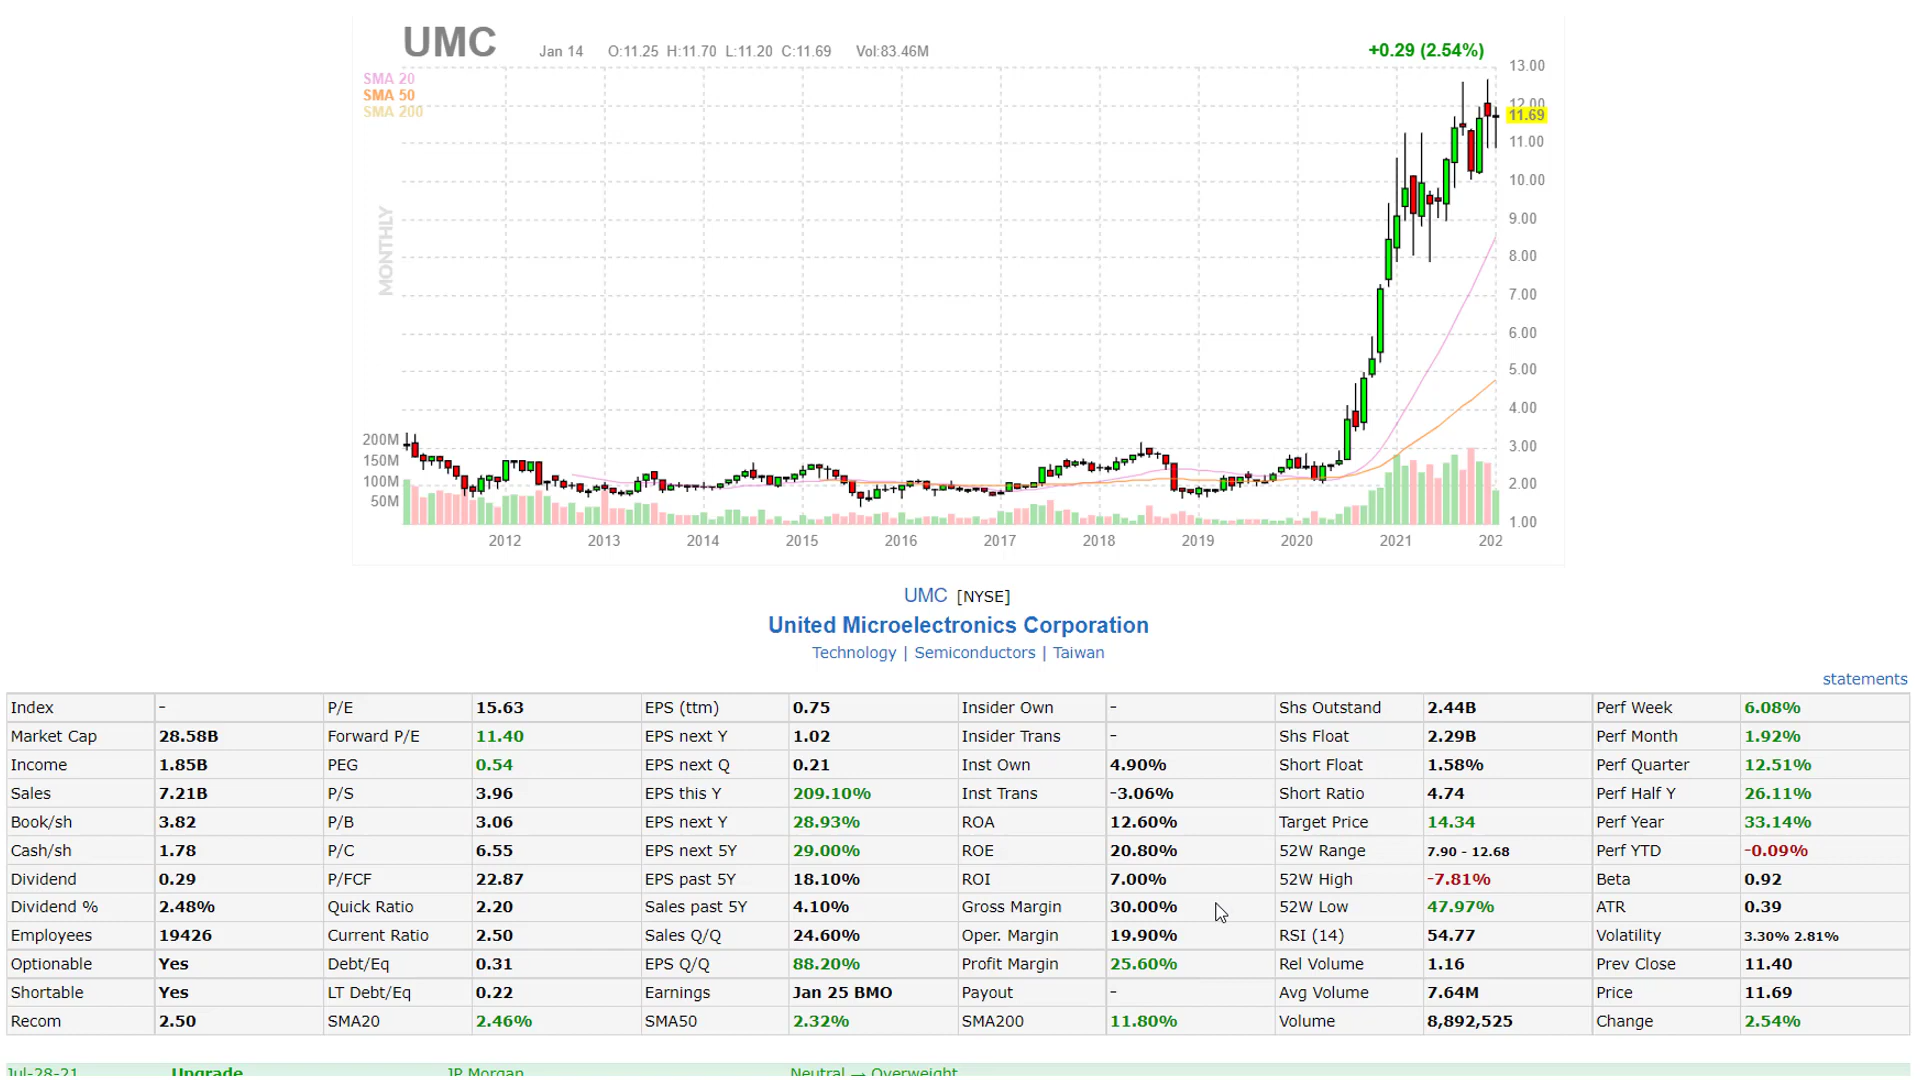 UMC Jan 14 O:11.25 H:11.70 L:11.20 C:11.69 Vol:83.46M +0.29 (2.54%)
SMA 20
SMA 50
SMA 200
MONTHLY
13.00
12.00
11.69
11.00
10.00
9.00
8.00
7.00
6.00
5.00
4.00
3.00
2.00
1.00
200M
150M
100M
50M
2012 2013 2014 2015 2016 2017 2018 2019 2020 2021 202
UMC [NYSE]
United Microelectronics Corporation
Technology | Semiconductors | Taiwan
statements
Index - P/E 15.63 EPS (ttm) 0.75 Insider Own - Shs Outstand 2.44B Perf Week 6.08%
Market Cap 28.58B Forward P/E 11.40 EPS next Y 1.02 Insider Trans - Shs Float 2.29B Perf Month 1.92%
Income 1.85B PEG 0.54 EPS next Q 0.21 Inst Own 4.90% Short Float 1.58% Perf Quarter 12.51%
Sales 7.21B P/S 3.96 EPS this Y 209.10% Inst Trans -3.06% Short Ratio 4.74 Perf Half Y 26.11%
Book/sh 3.82 P/B 3.06 EPS next Y 28.93% ROA 12.60% Target Price 14.34 Perf Year 33.14%
Cash/sh 1.78 P/C 6.55 EPS next 5Y 29.00% ROE 20.80% 52W Range 7.90 - 12.68 Perf YTD -0.09%
Dividend 0.29 P/FCF 22.87 EPS past 5Y 18.10% ROI 7.00% 52W High -7.81% Beta 0.92
Dividend % 2.48% Quick Ratio 2.20 Sales past 5Y 4.10% Gross Margin 30.00% 52W Low 47.97% ATR 0.39
Employees 19426 Current Ratio 2.50 Sales Q/Q 24.60% Oper. Margin 19.90% RSI (14) 54.77 Volatility 3.30% 2.81%
Optionable Yes Debt/Eq 0.31 EPS Q/Q 88.20% Profit Margin 25.60% Rel Volume 1.16 Prev Close 11.40
Shortable Yes LT Debt/Eq 0.22 Earnings Jan 25 BMO Payout - Avg Volume 7.64M Price 11.69
Recom 2.50 SMA20 2.46% SMA50 2.32% SMA200 11.80% Volume 8,892,525 Change 2.54%
Jul-28-21 Upgrade JP Morgan Neutral → Overweight